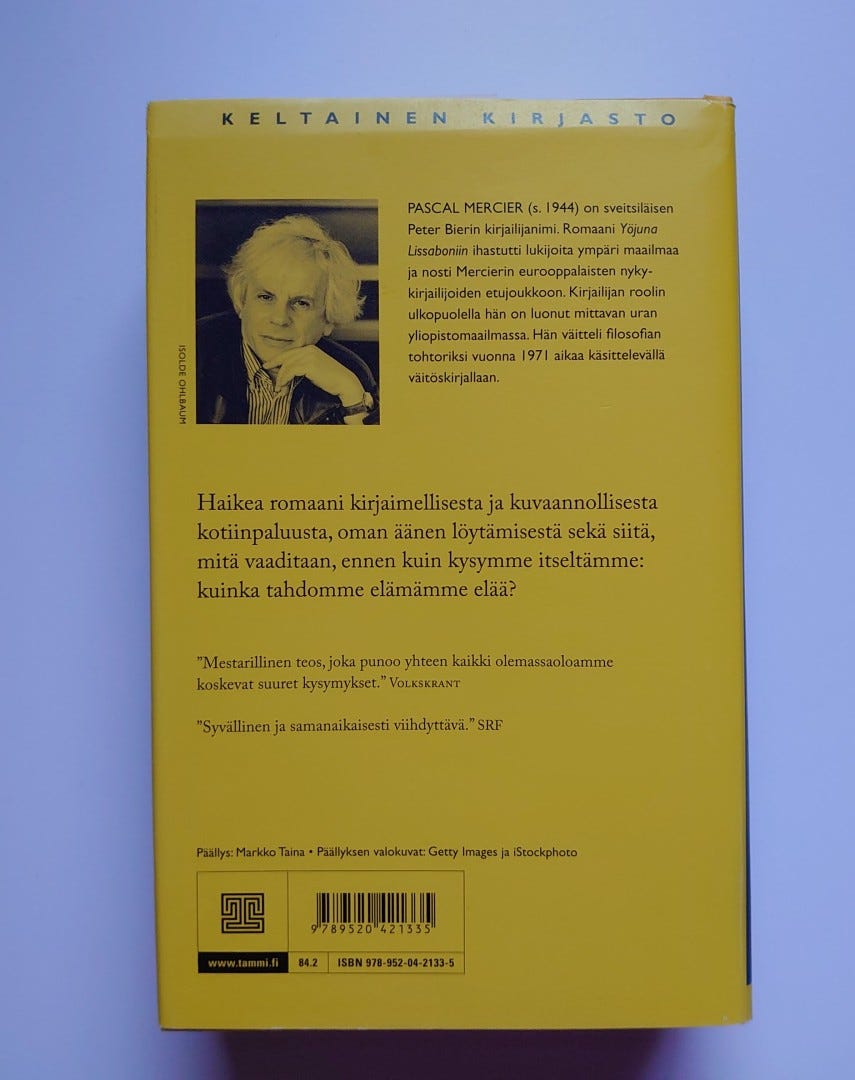 KELTAINEN KIRJASTO
PASCAL MERCIER (s. 1944) on sveitsiläisen
Peter Bierin kirjailijanimi. Romaani Yöjuna
Lissaboniin ihastutti lukijoita ympäri maailmaa
ja nosti Mercierin eurooppalaisten nyky-
kirjailijoiden etujoukkoon. Kirjailijan roolin
ulkopuolella hän on luonut mittavan uran
yliopistomaailmassa. Hän väitteli filosofian
tohtoriksi vuonna 1971 aikaa käsittelevällä
väitöskirjallaan.
ISOLDE OHLBAUM
Haikea romaani kirjaimellisesta ja kuvaannollisesta
kotiinpaluusta, oman äänen löytämisestä sekä siitä,
mitä vaaditaan, ennen kuin kysymme itseltämme:
kuinka tahdomme elämämme elää?
”Mestarillinen teos, joka punoo yhteen kaikki olemassaoloamme
koskevat suuret kysymykset.” VOLKSKRANT
”Syvällinen ja samanaikaisesti viihdyttävä.” SRF
Päällys: Markko Taina • Päällyksen valokuvat: Getty Images ja iStockphoto
9 789520 421335
www.tammi.fi 84.2 ISBN 978-952-04-2133-5